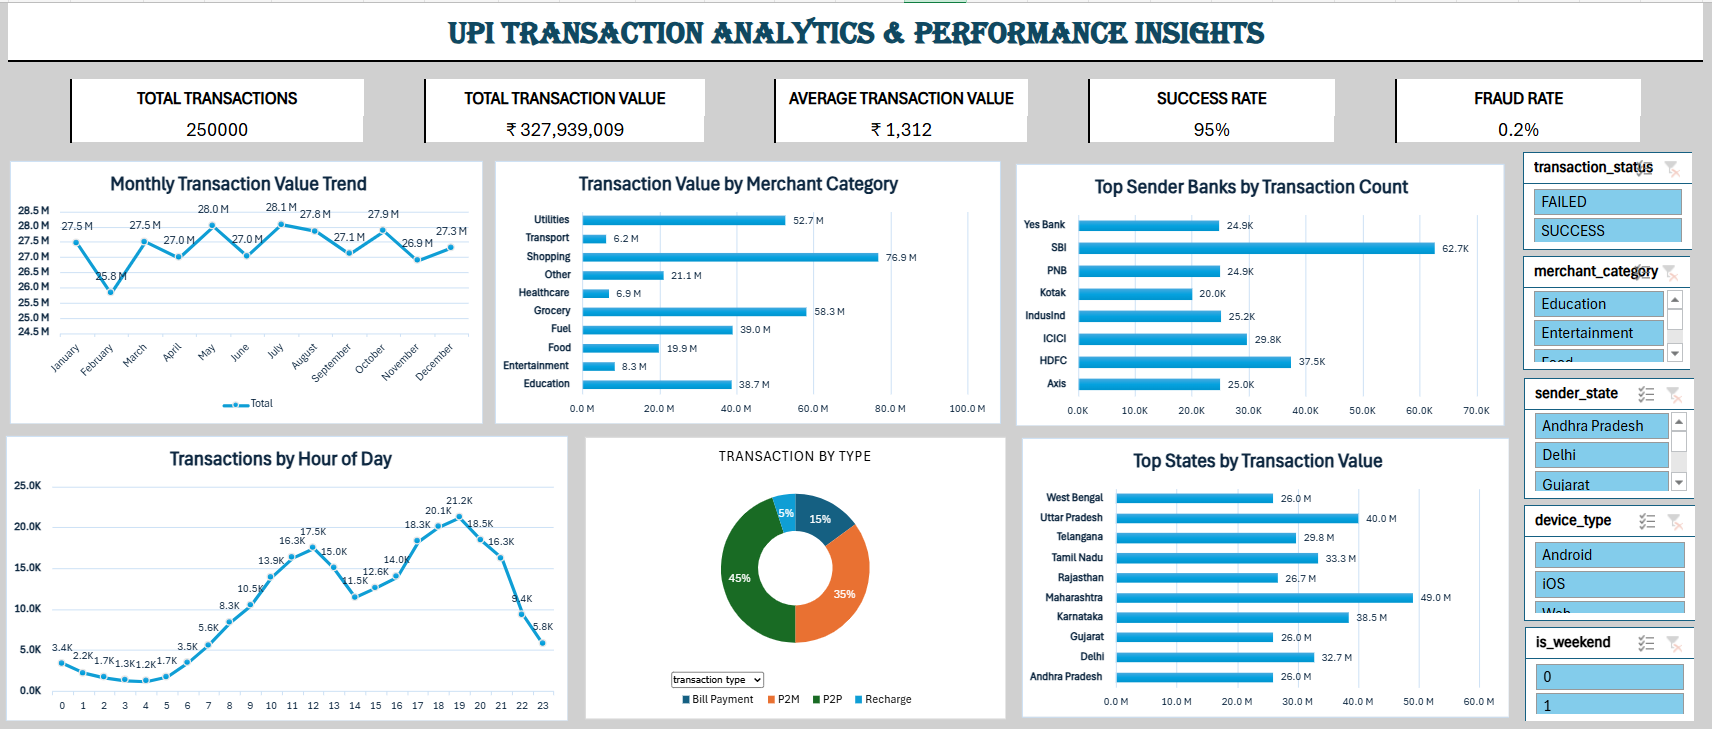 UPI TRANSACTION ANALYTICS & PERFORMANCE INSIGHTS
TOTAL TRANSACTIONS
250000
TOTAL TRANSACTION VALUE
₹ 327,939,009
AVERAGE TRANSACTION VALUE
₹ 1,312
SUCCESS RATE
95%
FRAUD RATE
0.2%
Monthly Transaction Value Trend
28.5 M
28.0 M
27.5 M
27.0 M
26.5 M
26.0 M
25.5 M
25.0 M
24.5 M
27.5 M
25.8 M
27.5 M
27.0 M
28.0 M
27.0 M
28.1 M
27.8 M
27.1 M
27.9 M
26.9 M
27.3 M
January
February
March
April
May
June
July
August
September
October
November
December
Total
Transaction Value by Merchant Category
Utilities 52.7 M
Transport 6.2 M
Shopping 76.9 M
Other 21.1 M
Healthcare 6.9 M
Grocery 58.3 M
Fuel 39.0 M
Food 19.9 M
Entertainment 8.3 M
Education 38.7 M
0.0 M 20.0 M 40.0 M 60.0 M 80.0 M 100.0 M
Top Sender Banks by Transaction Count
Yes Bank 24.9K
SBI 62.7K
PNB 24.9K
Kotak 20.0K
IndusInd 25.2K
ICICI 29.8K
HDFC 37.5K
Axis 25.0K
0.0K 10.0K 20.0K 30.0K 40.0K 50.0K 60.0K 70.0K
transaction_status
FAILED
SUCCESS
merchant_category
Education
Entertainment
Food
sender_state
Andhra Pradesh
Delhi
Gujarat
device_type
Android
iOS
Web
is_weekend
0
1
Transactions by Hour of Day
25.0K
20.0K
15.0K
10.0K
5.0K
0.0K
3.4K
2.2K
1.7K
1.3K
1.2K
1.7K
3.5K
5.6K
8.3K
10.5K
13.9K
16.3K
17.5K
15.0K
11.5K
12.6K
14.0K
18.3K
20.1K
21.2K
18.5K
16.3K
9.4K
5.8K
0 1 2 3 4 5 6 7 8 9 10 11 12 13 14 15 16 17 18 19 20 21 22 23
TRANSACTION BY TYPE
5%
15%
45%
35%
transaction type
Bill Payment P2M P2P Recharge
Top States by Transaction Value
West Bengal 26.0 M
Uttar Pradesh 40.0 M
Telangana 29.8 M
Tamil Nadu 33.3 M
Rajasthan 26.7 M
Maharashtra 49.0 M
Karnataka 38.5 M
Gujarat 26.0 M
Delhi 32.7 M
Andhra Pradesh 26.0 M
0.0 M 10.0 M 20.0 M 30.0 M 40.0 M 50.0 M 60.0 M